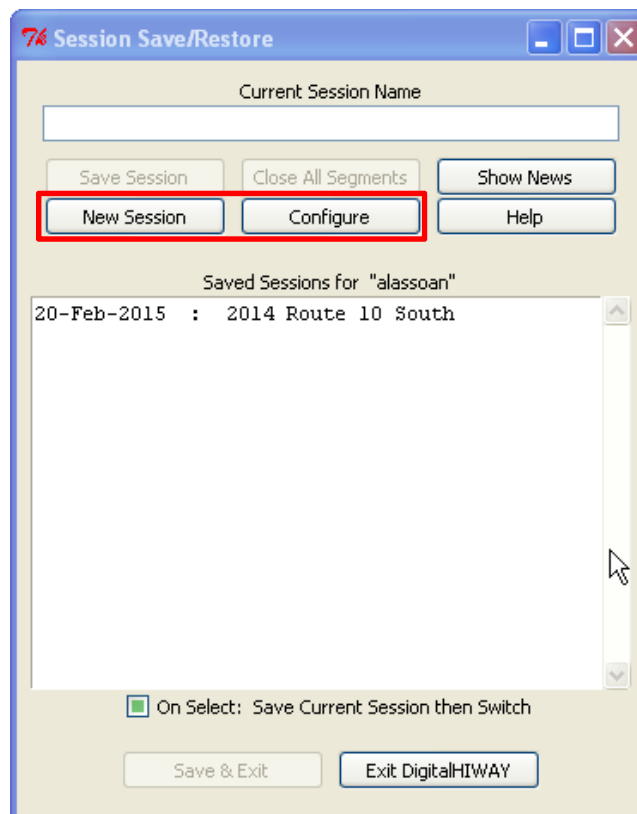 Session Save/Restore
Current Session Name
Save Session Close All Segments Show News
New Session Configure Help
Saved Sessions for "alassoan"
20-Feb-2015 : 2014 Route 10 South
On Select: Save Current Session then Switch
Save & Exit Exit DigitalHIWAY